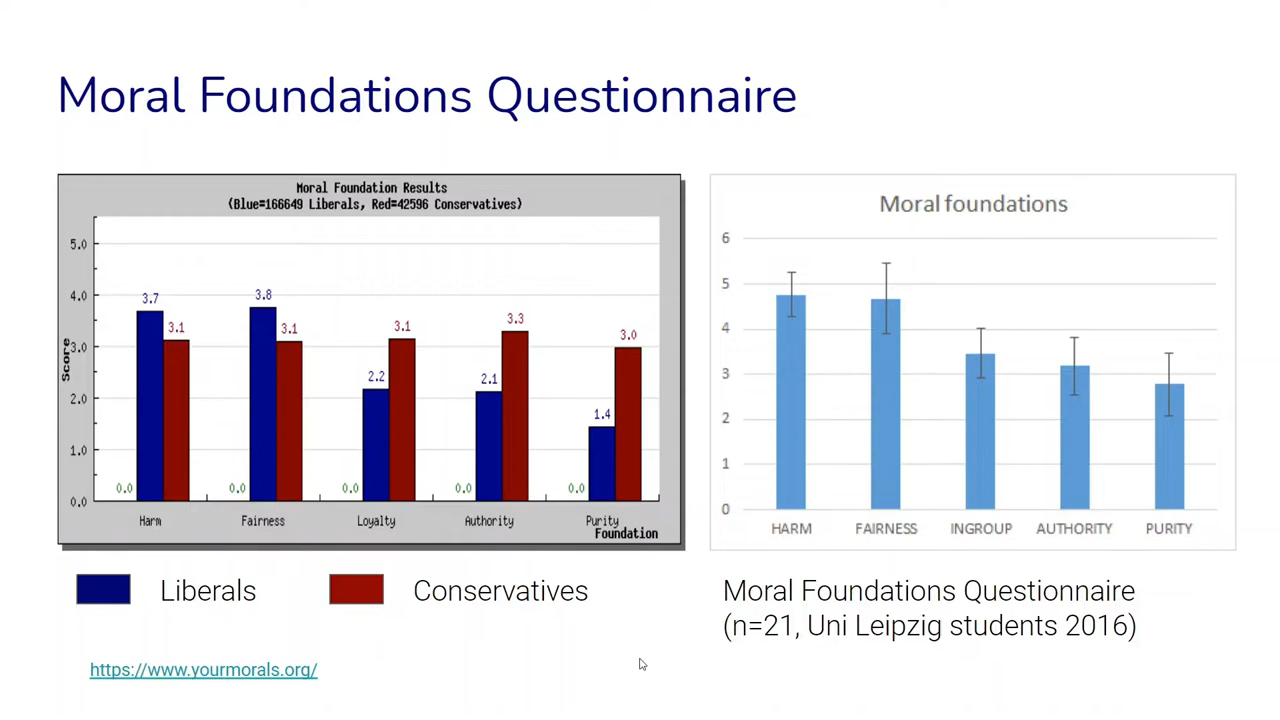 Moral Foundations Questionnaire
Moral Foundation Results
(Blue=166649 Liberals, Red=42596 Conservatives)
5.0
4.0
3.0
2.0
1.0
0.0
Score
0.0 3.7 3.1
0.0 3.8 3.1
0.0 2.2 3.1
0.0 2.1 3.3
0.0 1.4 3.0
Harm Fairness Loyalty Authority Purity
Foundation
Liberals Conservatives
https://www.yourmorals.org/
Moral foundations
6
5
4
3
2
1
0
HARM FAIRNESS INGROUP AUTHORITY PURITY
Moral Foundations Questionnaire
(n=21, Uni Leipzig students 2016)